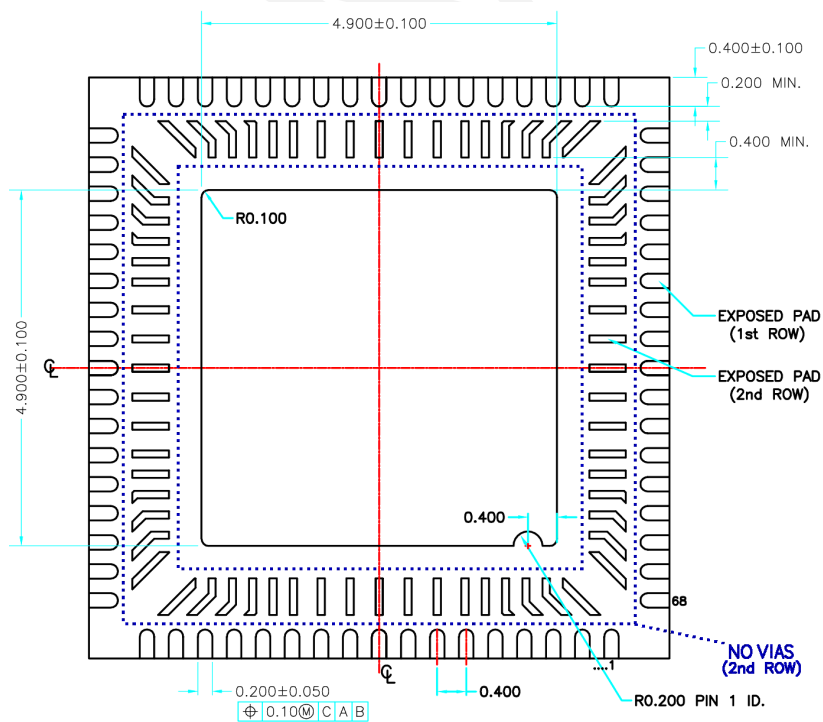 4.900±0.100
0.400±0.100
0.200 MIN.
0.400 MIN.
R0.100
4.900±0.100
EXPOSED PAD
(1st ROW)
℄
EXPOSED PAD
(2nd ROW)
0.400
68
NO VIAS
(2nd ROW)
....1
℄
0.200±0.050
0.400
R0.200 PIN 1 ID.
⌖ 0.10Ⓜ C A B